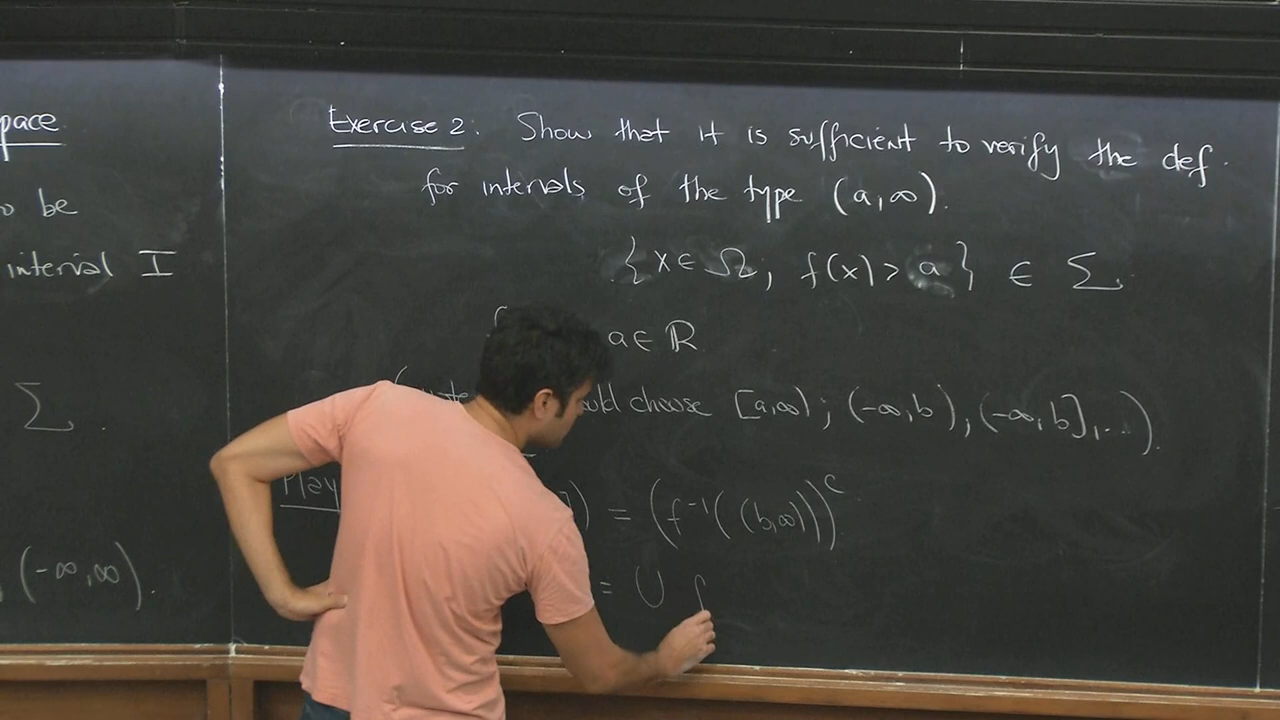 pace
be
interval I
Σ.
(-∞,∞).
Exercise 2: Show that it is sufficient to verify the def.
for intervals of the type (a,∞).
{x ∈ Ω; f(x) > a} ∈ Σ
a ∈ ℝ
choose [a,∞); (-∞,b), (-∞,b],...).
Play
) = (f⁻¹((b,∞)))ᶜ
= ∪